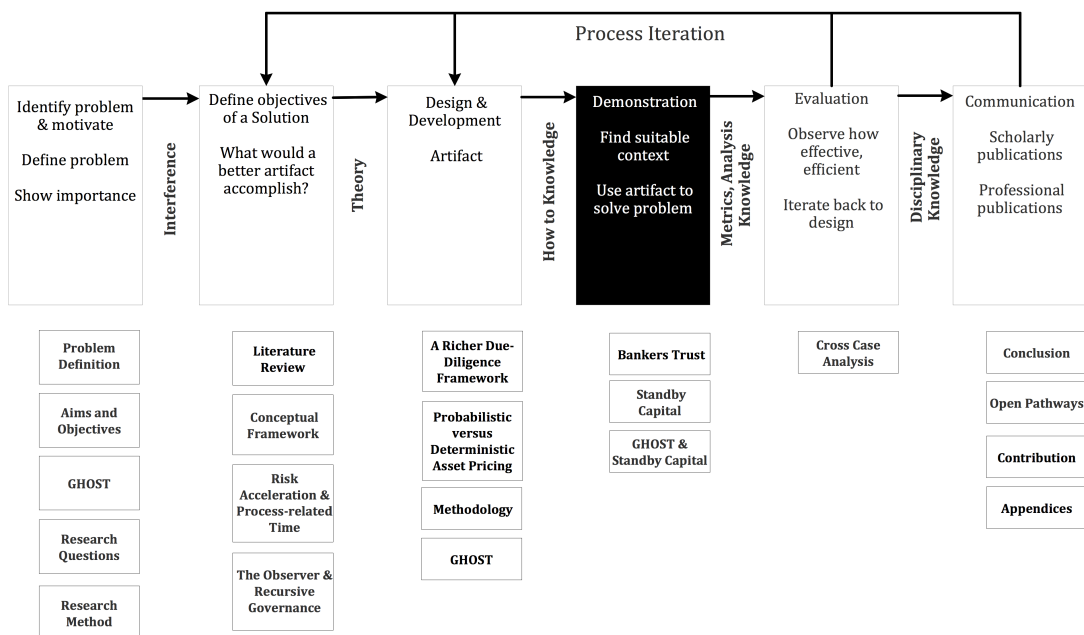 Process Iteration
Identify problem
& motivate
Define problem
Show importance
Interference
Define objectives
of a Solution
What would a
better artifact
accomplish?
Theory
Design &
Development
Artifact
How to Knowledge
Demonstration
Find suitable
context
Use artifact to
solve problem
Metrics, Analysis
Knowledge
Evaluation
Observe how
effective,
efficient
Iterate back to
design
Disciplinary
Knowledge
Communication
Scholarly
publications
Professional
publications
Problem
Definition
Aims and
Objectives
GHOST
Research
Questions
Research
Method
Literature
Review
Conceptual
Framework
Risk
Acceleration &
Process-related
Time
The Observer &
Recursive
Governance
A Richer Due-
Diligence
Framework
Probabilistic
versus
Deterministic
Asset Pricing
Methodology
GHOST
Bankers Trust
Standby
Capital
GHOST &
Standby Capital
Cross Case
Analysis
Conclusion
Open Pathways
Contribution
Appendices